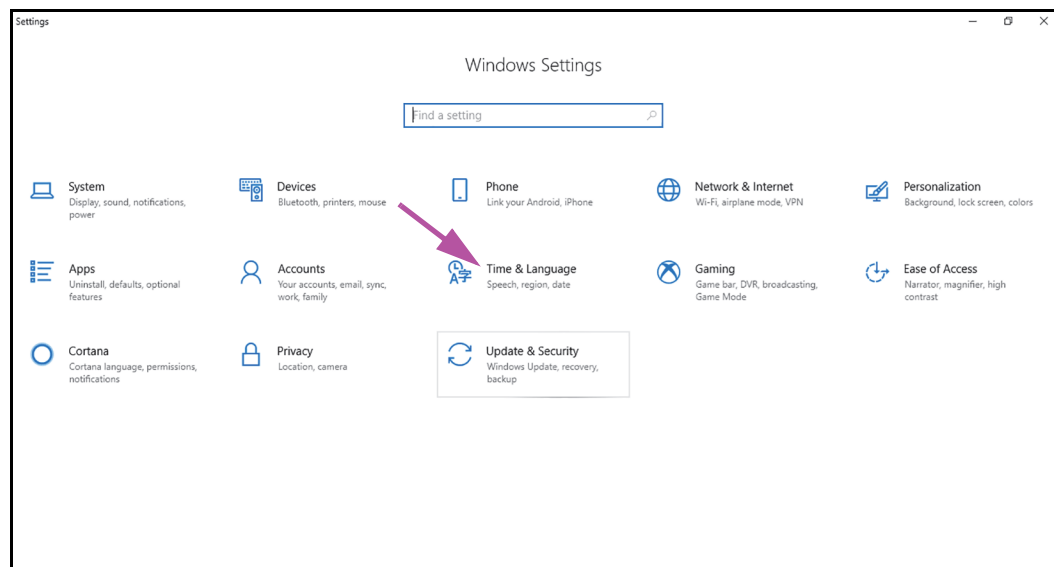 Settings
Windows Settings
Find a setting
System
Display, sound, notifications,
power
Devices
Bluetooth, printers, mouse
Phone
Link your Android, iPhone
Network & Internet
Wi-Fi, airplane mode, VPN
Personalization
Background, lock screen, colors
Apps
Uninstall, defaults, optional
features
Accounts
Your accounts, email, sync,
work, family
A字
Time & Language
Speech, region, date
Gaming
Game bar, DVR, broadcasting,
Game Mode
Ease of Access
Narrator, magnifier, high
contrast
Cortana
Cortana language, permissions,
notifications
Privacy
Location, camera
Update & Security
Windows Update, recovery,
backup